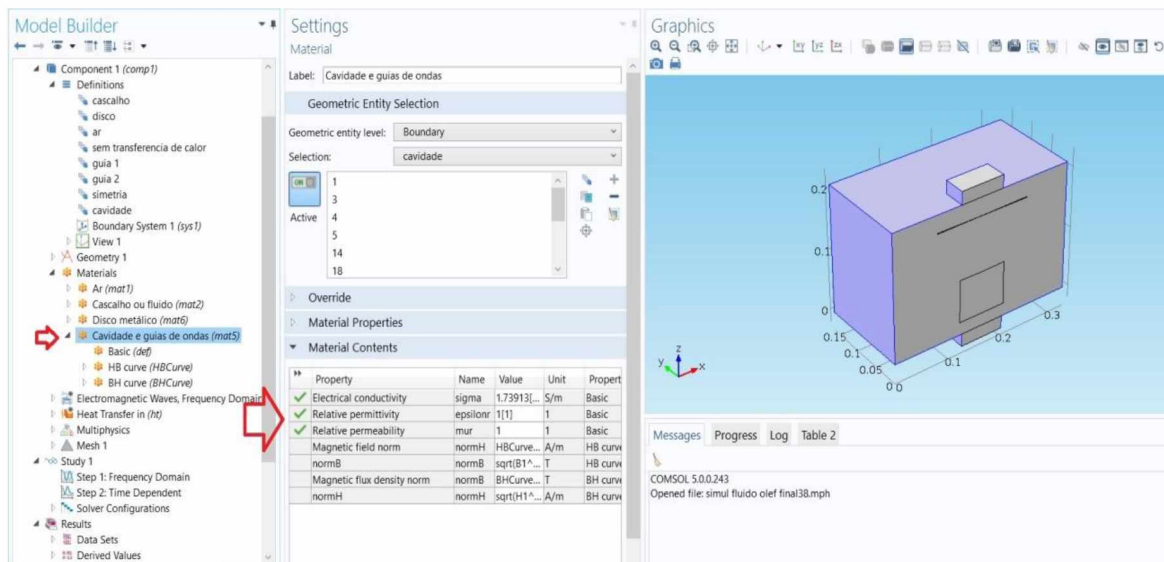 Model Builder
Component 1 (comp1)
Definitions
cascalho
disco
ar
sem transferencia de calor
guia 1
guia 2
simetria
cavidade
Boundary System 1 (sys1)
View 1
Geometry 1
Materials
Ar (mat1)
Cascalho ou fluido (mat2)
Disco metálico (mat6)
Cavidade e guias de ondas (mat5)
Basic (def)
HB curve (HBCurve)
BH curve (BHCurve)
Electromagnetic Waves, Frequency Domain
Heat Transfer in (ht)
Multiphysics
Mesh 1
Study 1
Step 1: Frequency Domain
Step 2: Time Dependent
Solver Configurations
Results
Data Sets
Derived Values
Settings
Material
Label: Cavidade e guias de ondas
Geometric Entity Selection
Geometric entity level: Boundary
Selection: cavidade
Active
1
3
4
5
14
18
Override
Material Properties
Material Contents
Property Name Value Unit Propert
Electrical conductivity sigma 1.73913[... S/m Basic
Relative permittivity epsilonr 1[1] 1 Basic
Relative permeability mur 1 1 Basic
Magnetic field norm normH HBCurve... A/m HB curve
normB normB sqrt(B1^... T HB curve
Magnetic flux density norm normB BHCurve... T BH curv
normH normH sqrt(H1^... A/m BH curv
Graphics
0.2
0.1
0
0.15
0.1
0.05
0 0
0.1
0.2
0.3
z
y
x
Messages Progress Log Table 2
COMSOL 5.0.0.243
Opened file: simul fluido olef final38.mph